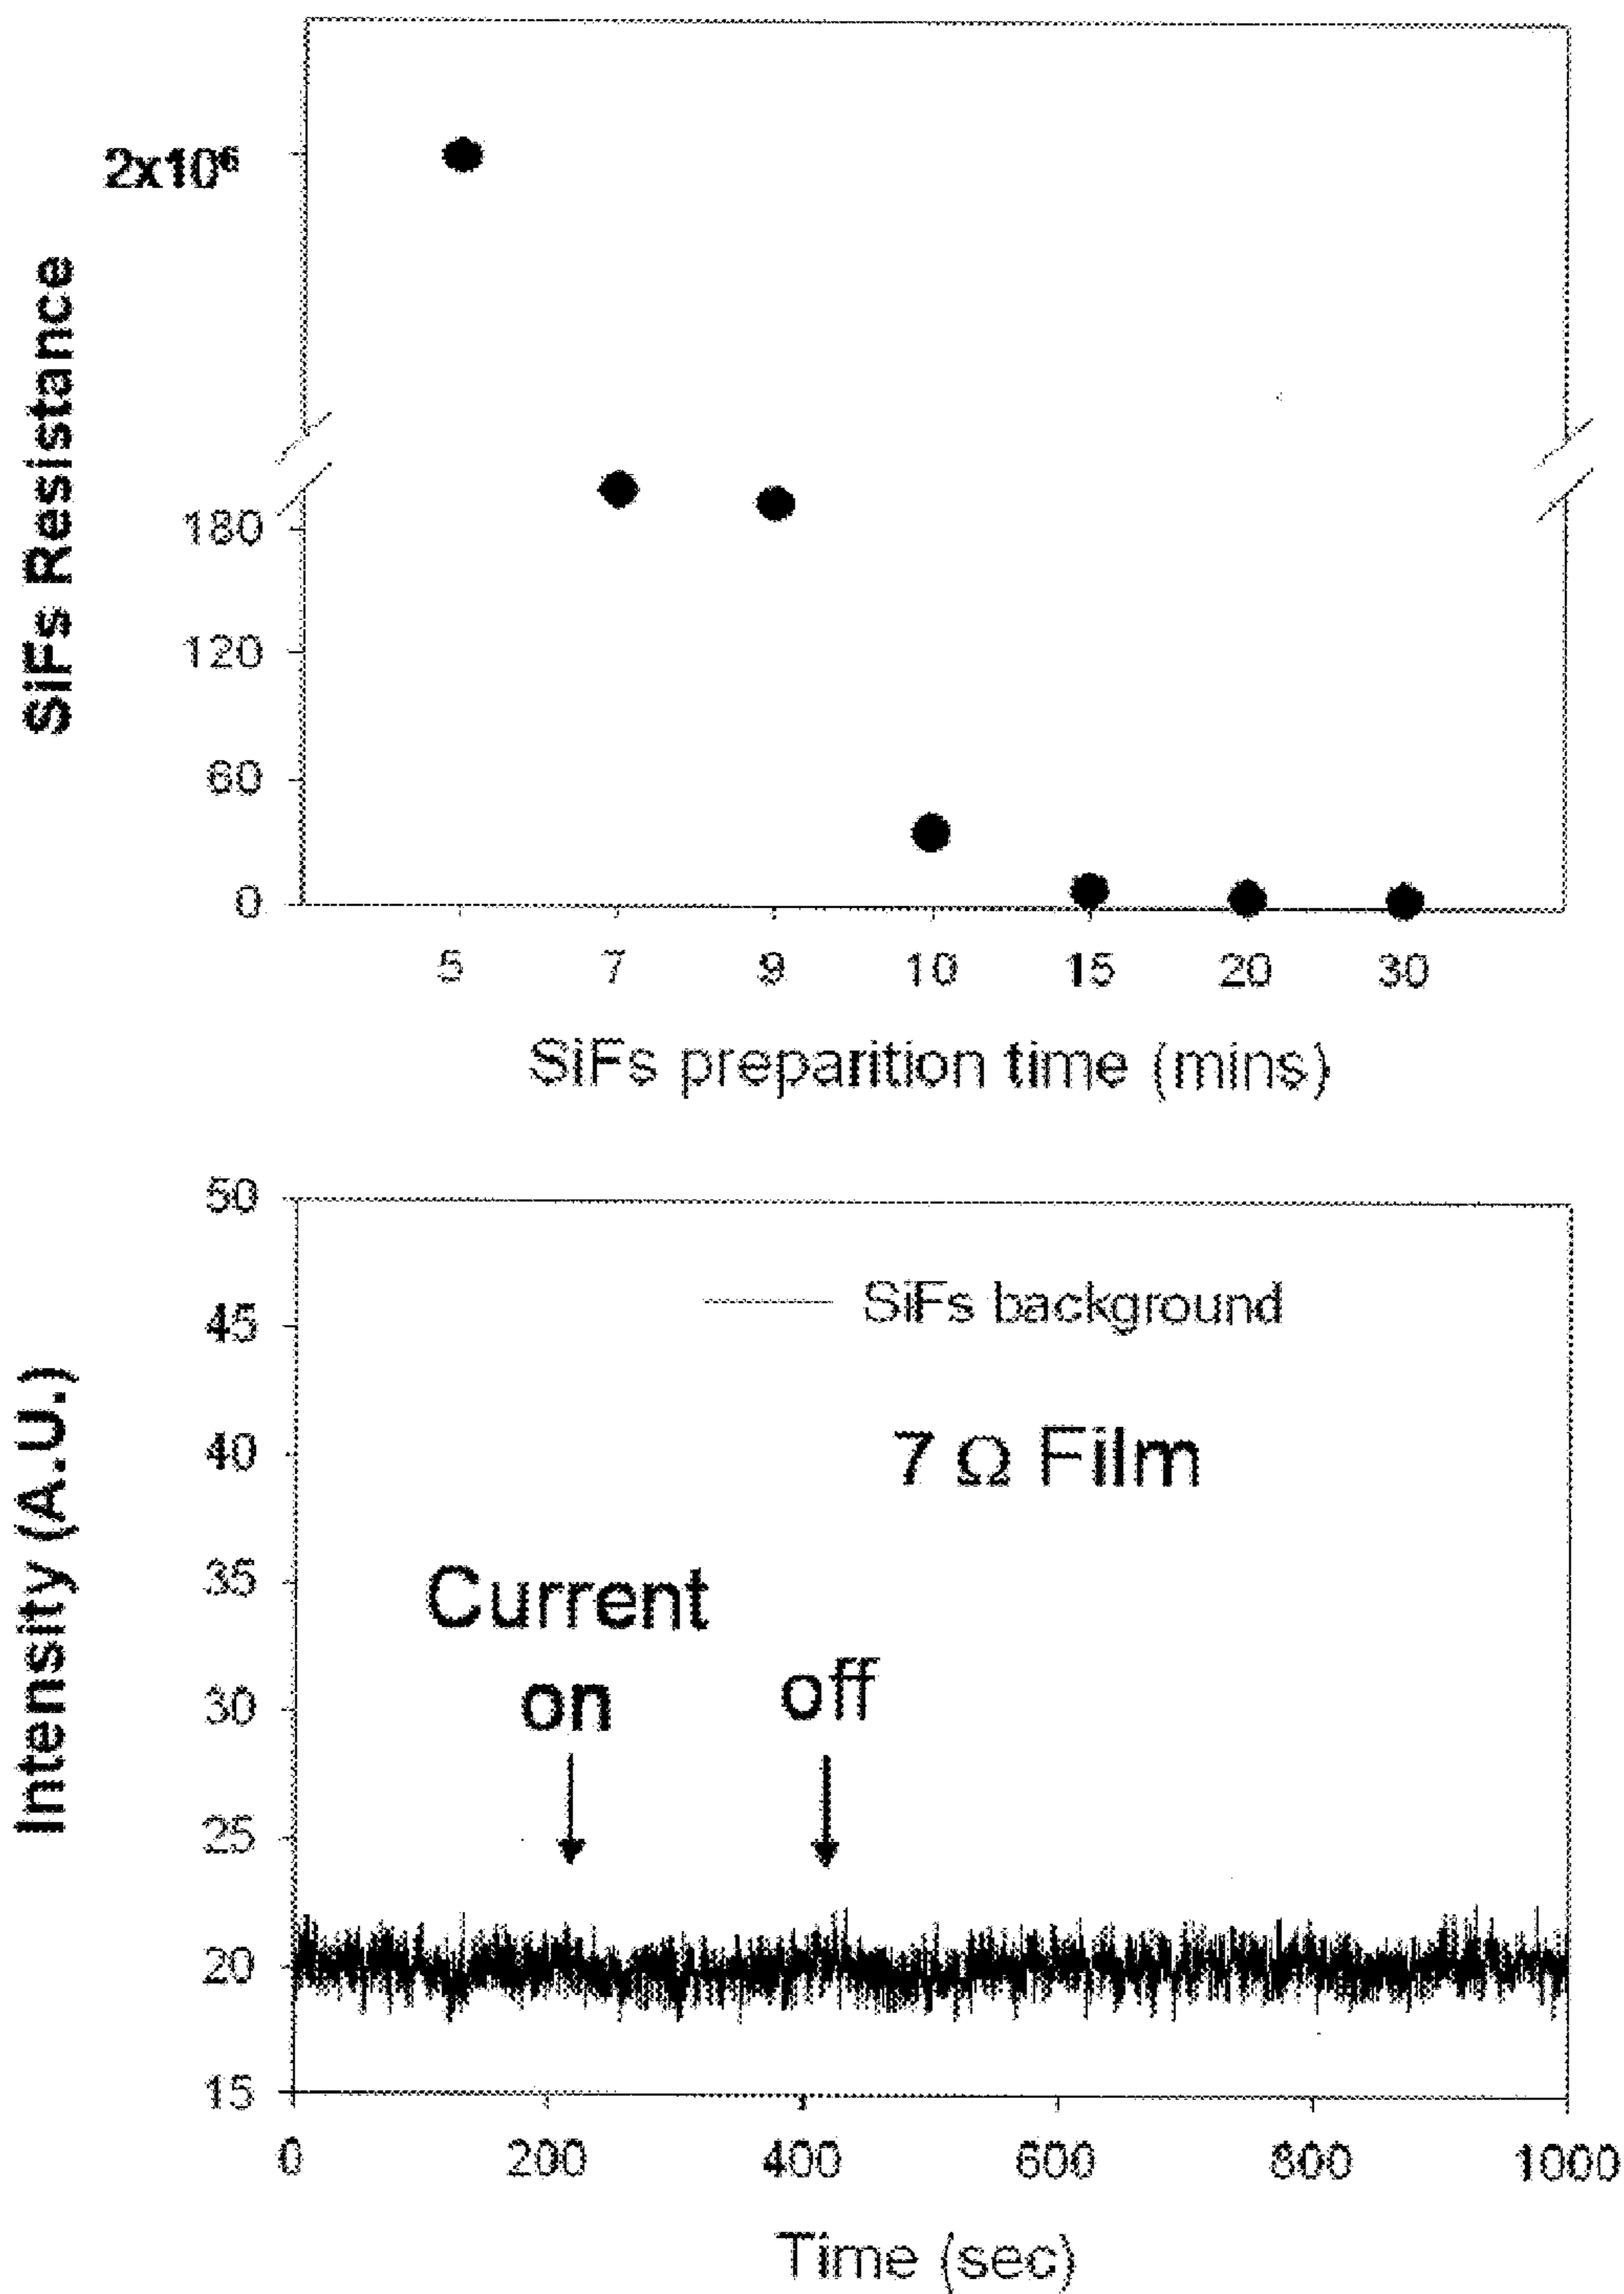 2x10⁶
SiFs Resistance
180
120
60
0
5 7 9 10 15 20 30
SiFs preparition time (mins)
50
45
40
35
30
25
20
15
Intensity (A.U.)
SiFs background
7 Ω Film
Current
on off
0 200 400 600 800 1000
Time (sec)